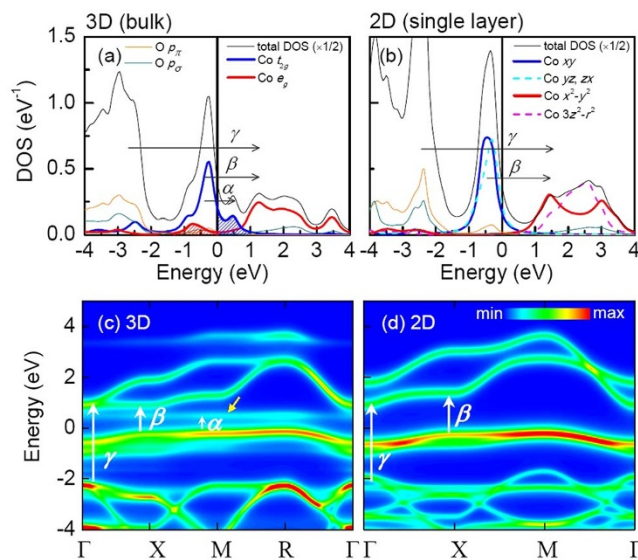 3D (bulk)
2D (single layer)
(a)
O pπ
O pσ
total DOS (×1/2)
Co t2g
Co eg
γ
β
α
(b)
total DOS (×1/2)
Co xy
Co yz, zx
Co x²-y²
Co 3z²-r²
γ
β
DOS (eV⁻¹)
1.5
1.0
0.5
0.0
-4 -3 -2 -1 0 1 2 3 4
Energy (eV)
-4 -3 -2 -1 0 1 2 3 4
Energy (eV)
(c) 3D
(d) 2D
min max
Energy (eV)
4
2
0
-2
-4
γ
β
α
γ
β
Γ X M R Γ
Γ X M Γ